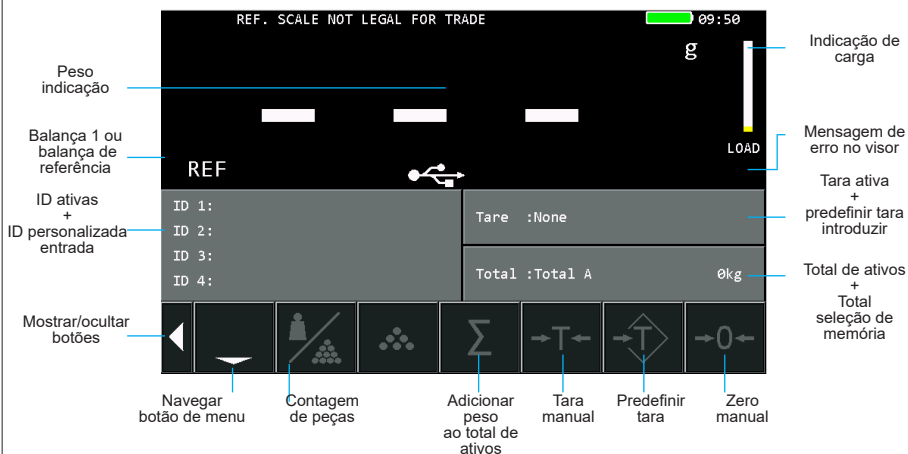 REF. SCALE NOT LEGAL FOR TRADE
09:50
g
Indicação de
carga
Peso
indicação
Balança 1 ou
balança de
referência
LOAD
Mensagem de
erro no visor
REF
ID ativas
+
ID personalizada
entrada
ID 1:
ID 2:
ID 3:
ID 4:
Tare :None
Tara ativa
+
predefinir tara
introduzir
Total :Total A 0kg
Total de ativos
+
Total
seleção de
memória
Mostrar/ocultar
botões
Σ
→T←
→T←
→0←
Navegar
botão de menu
Contagem
de peças
Adicionar
peso
ao total de
ativos
Tara
manual
Predefinir
tara
Zero
manual